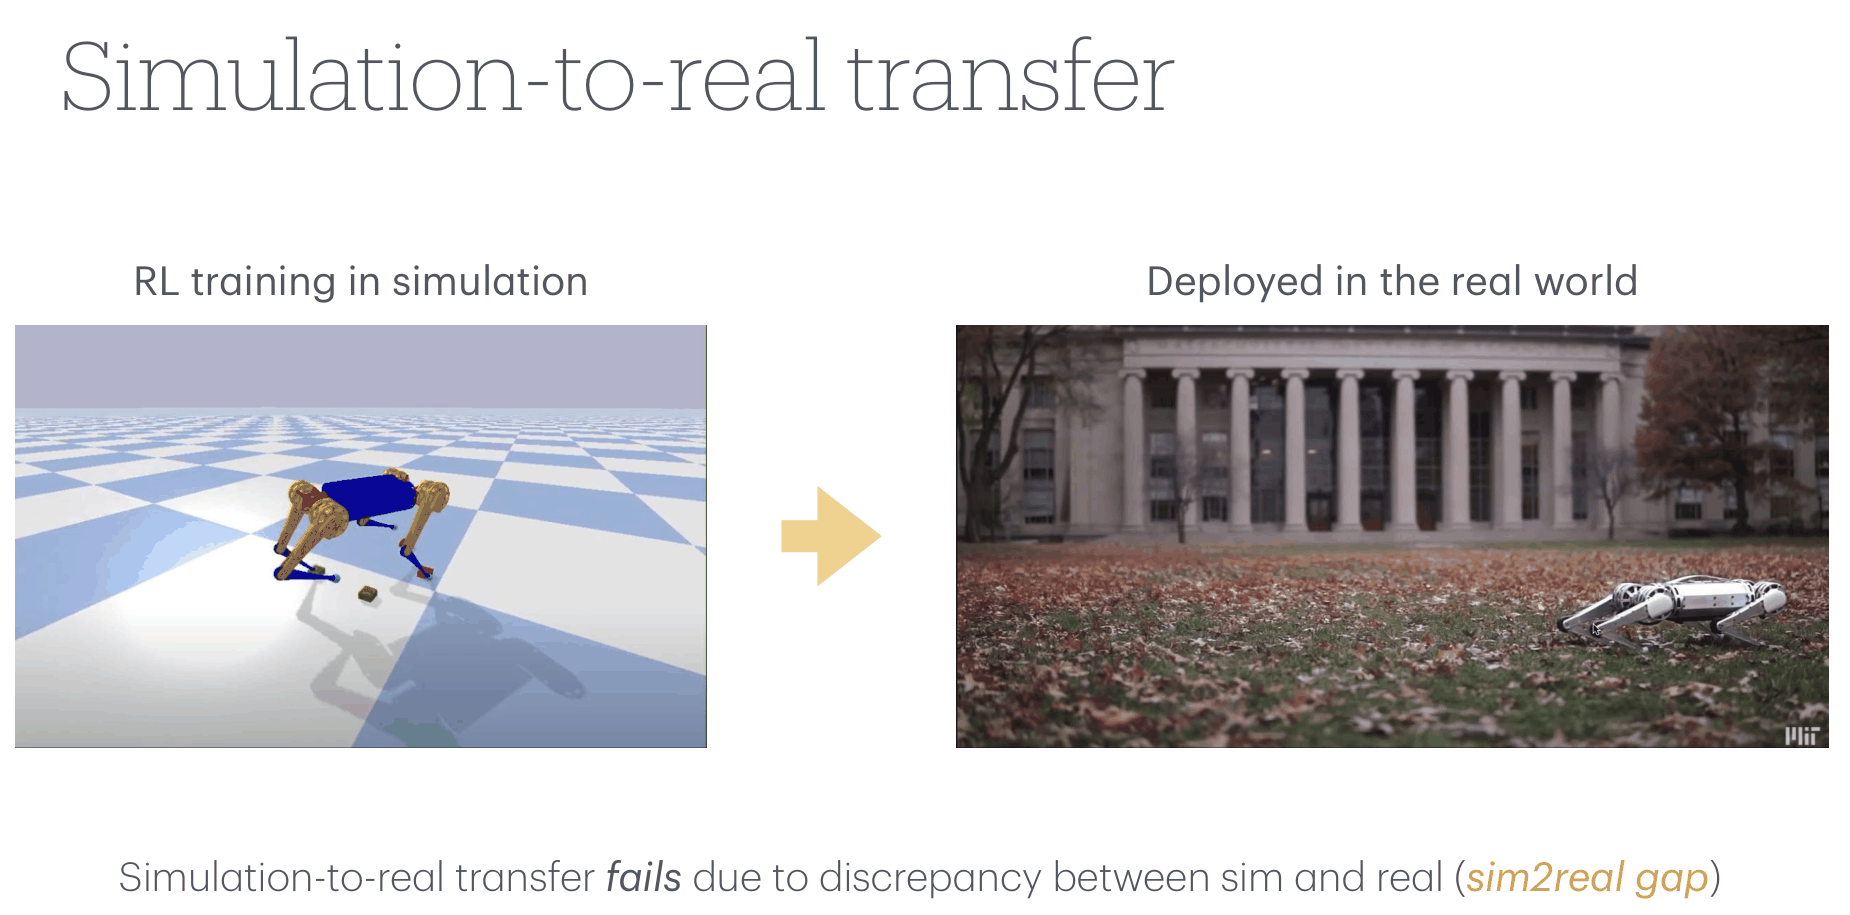 Simulation-to-real transfer
RL training in simulation
Deployed in the real world
MIT
Simulation-to-real transfer fails due to discrepancy between sim and real (sim2real gap)